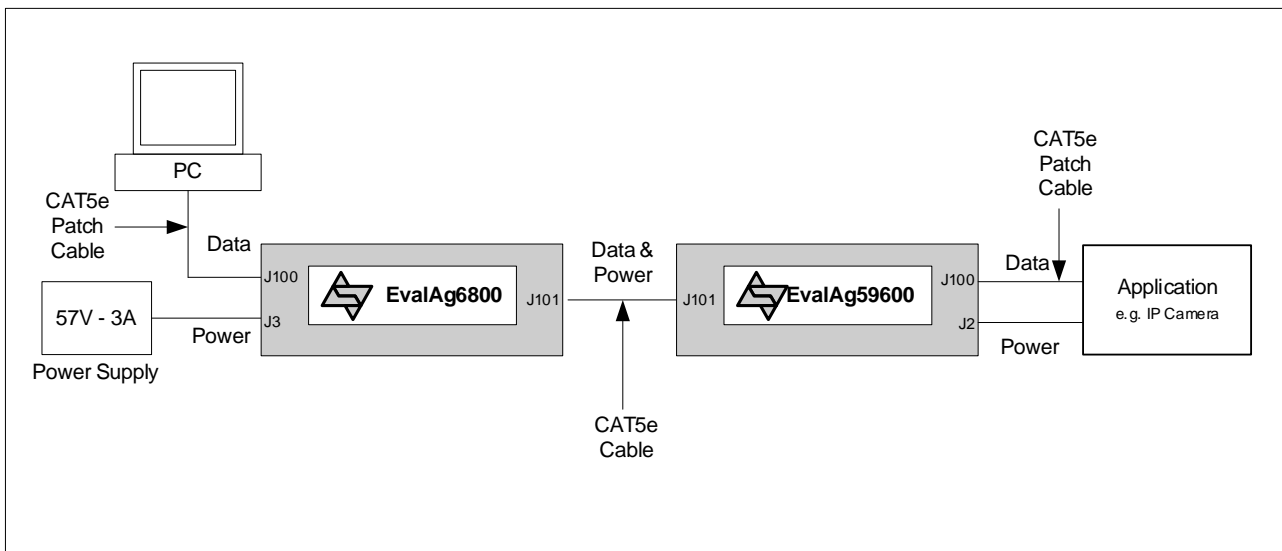 PC
CAT5e
Patch
Cable
Data
57V - 3A
Power Supply
Power
J100
J3
EvalAg6800
J101
Data &
Power
CAT5e
Cable
J101
EvalAg59600
J100
J2
Data
Power
CAT5e
Patch
Cable
Application
e.g. IP Camera